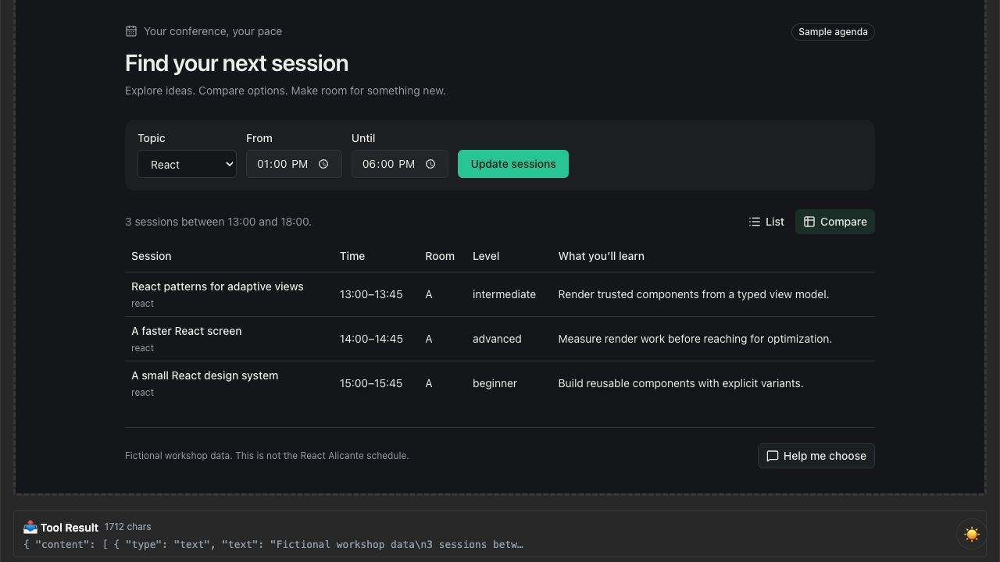 Your conference, your pace
Sample agenda
Find your next session
Explore ideas. Compare options. Make room for something new.
Topic
From
Until
React
01:00 PM
06:00 PM
Update sessions
3 sessions between 13:00 and 18:00.
List
Compare
Session Time Room Level What you’ll learn
React patterns for adaptive views
react
13:00–13:45 A intermediate Render trusted components from a typed view model.
A faster React screen
react
14:00–14:45 A advanced Measure render work before reaching for optimization.
A small React design system
react
15:00–15:45 A beginner Build reusable components with explicit variants.
Fictional workshop data. This is not the React Alicante schedule.
Help me choose
Tool Result 1712 chars
{ "content": [ { "type": "text", "text": "Fictional workshop data\n3 sessions betw…